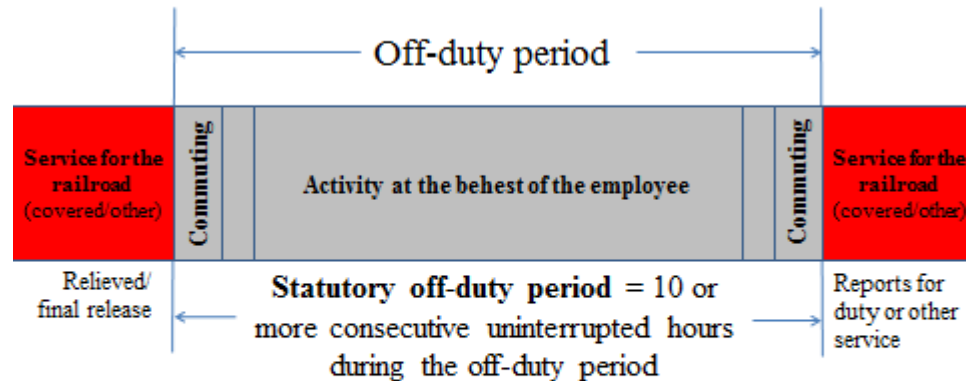 Off-duty period
Service for the
railroad
(covered/other)
Commuting
Activity at the behest of the employee
Commuting
Service for the
railroad
(covered/other)
Relieved/
final release
Statutory off-duty period = 10 or
more consecutive uninterrupted hours
during the off-duty period
Reports for
duty or other
service